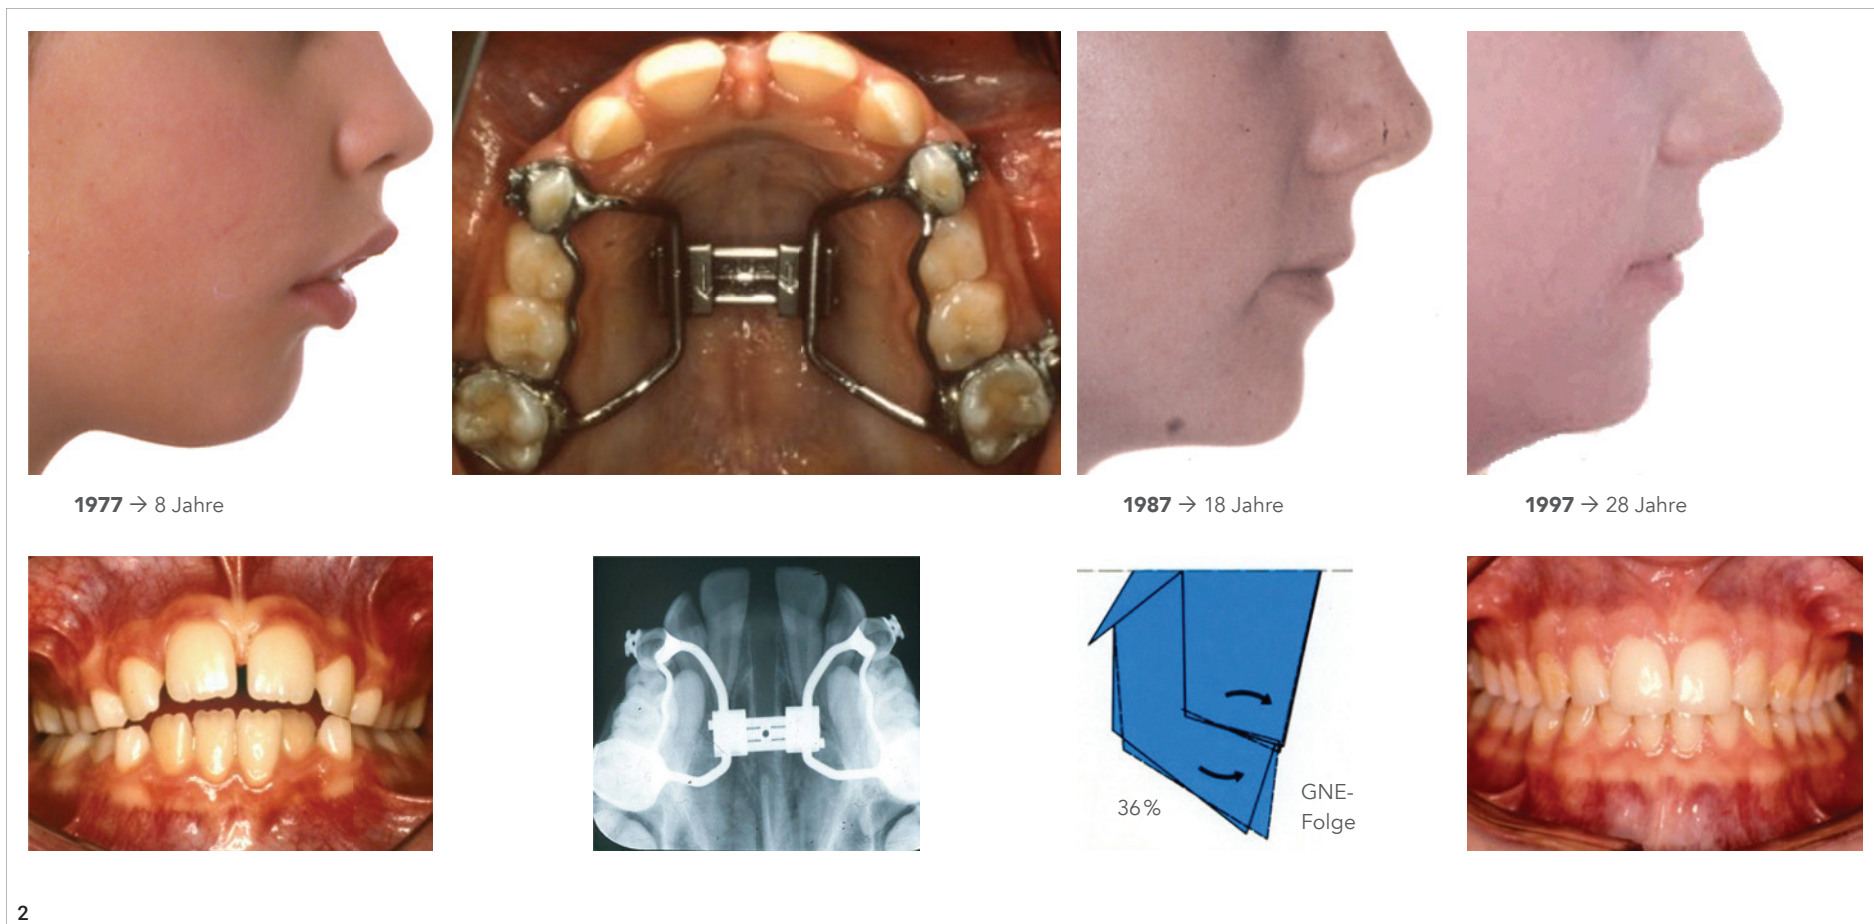 1977 → 8 Jahre
1987 → 18 Jahre
1997 → 28 Jahre
36 %
GNE-
Folge
2